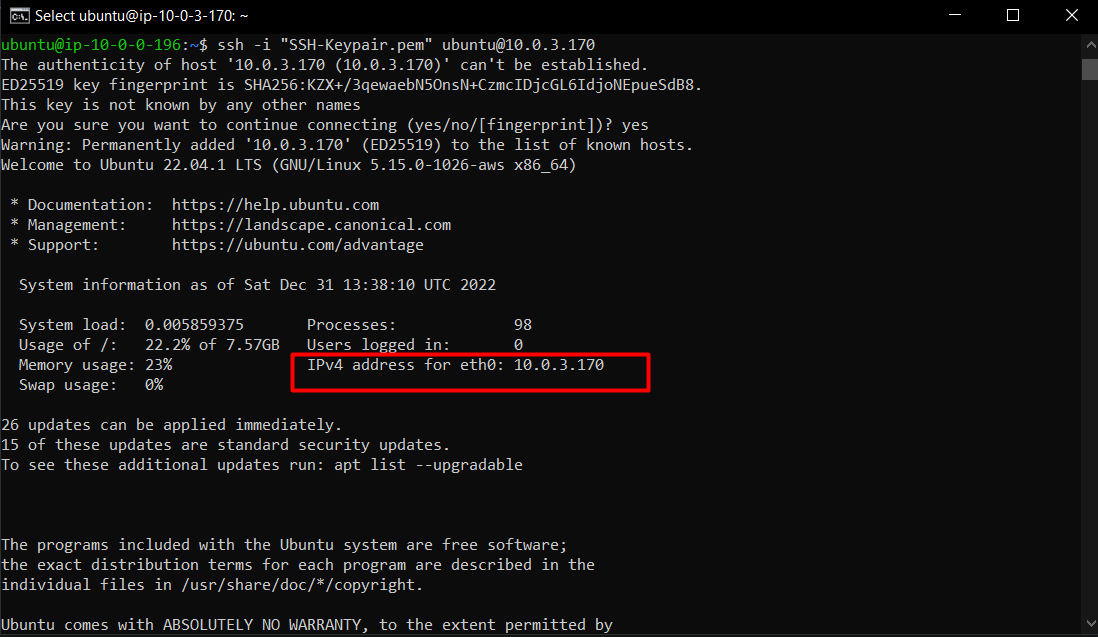 Select ubuntu@ip-10-0-3-170: ~
ubuntu@ip-10-0-0-196:~$ ssh -i "SSH-Keypair.pem" ubuntu@10.0.3.170
The authenticity of host '10.0.3.170 (10.0.3.170)' can't be established.
ED25519 key fingerprint is SHA256:KZX+/3qewaebN5OnsN+CzmcIDjcGL6IdjoNEpueSdB8.
This key is not known by any other names
Are you sure you want to continue connecting (yes/no/[fingerprint])? yes
Warning: Permanently added '10.0.3.170' (ED25519) to the list of known hosts.
Welcome to Ubuntu 22.04.1 LTS (GNU/Linux 5.15.0-1026-aws x86_64)
* Documentation:  https://help.ubuntu.com
* Management:     https://landscape.canonical.com
* Support:        https://ubuntu.com/advantage
System information as of Sat Dec 31 13:38:10 UTC 2022
System load:  0.005859375       Processes:             98
Usage of /:   22.2% of 7.57GB   Users logged in:       0
Memory usage: 23%               IPv4 address for eth0: 10.0.3.170
Swap usage:   0%
26 updates can be applied immediately.
15 of these updates are standard security updates.
To see these additional updates run: apt list --upgradable
The programs included with the Ubuntu system are free software;
the exact distribution terms for each program are described in the
individual files in /usr/share/doc/*/copyright.
Ubuntu comes with ABSOLUTELY NO WARRANTY, to the extent permitted by